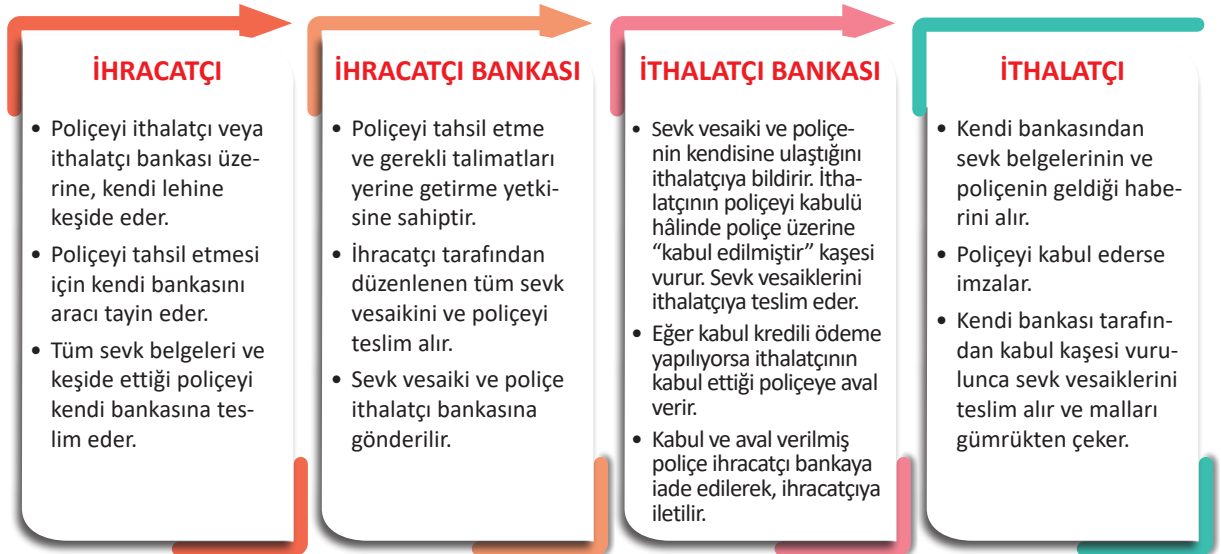 İHRACATÇI
• Poliçeyi ithalatçı veya
ithalatçı bankası üze-
rine, kendi lehine
keşide eder.
• Poliçeyi tahsil etmesi
için kendi bankasını
aracı tayin eder.
• Tüm sevk belgeleri ve
keşide ettiği poliçeyi
kendi bankasına tes-
lim eder.
İHRACATÇI BANKASI
• Poliçeyi tahsil etme
ve gerekli talimatları
yerine getirme yetki-
sine sahiptir.
• İhracatçı tarafından
düzenlenen tüm sevk
vesaikini ve poliçeyi
teslim alır.
• Sevk vesaiki ve poliçe
ithalatçı bankasına
gönderilir.
İTHALATÇI BANKASI
• Sevk vesaiki ve poliçe-
nin kendisine ulaştığını
ithalatçıya bildirir. İtha-
latçının poliçeyi kabulü
hâlinde poliçe üzerine
“kabul edilmiştir” kaşesi
vurur. Sevk vesaiklerini
ithalatçıya teslim eder.
• Eğer kabul kredili ödeme
yapılıyorsa ithalatçının
kabul ettiği poliçeye aval
verir.
• Kabul ve aval verilmiş
poliçe ihracatçı bankaya
iade edilerek, ihracatçıya
iletilir.
İTHALATÇI
• Kendi bankasından
sevk belgelerinin ve
poliçenin geldiği habe-
rini alır.
• Poliçeyi kabul ederse
imzalar.
• Kendi bankası tarafın-
dan kabul kaşesi vuru-
lunca sevk vesaiklerini
teslim alır ve malları
gümrükten çeker.